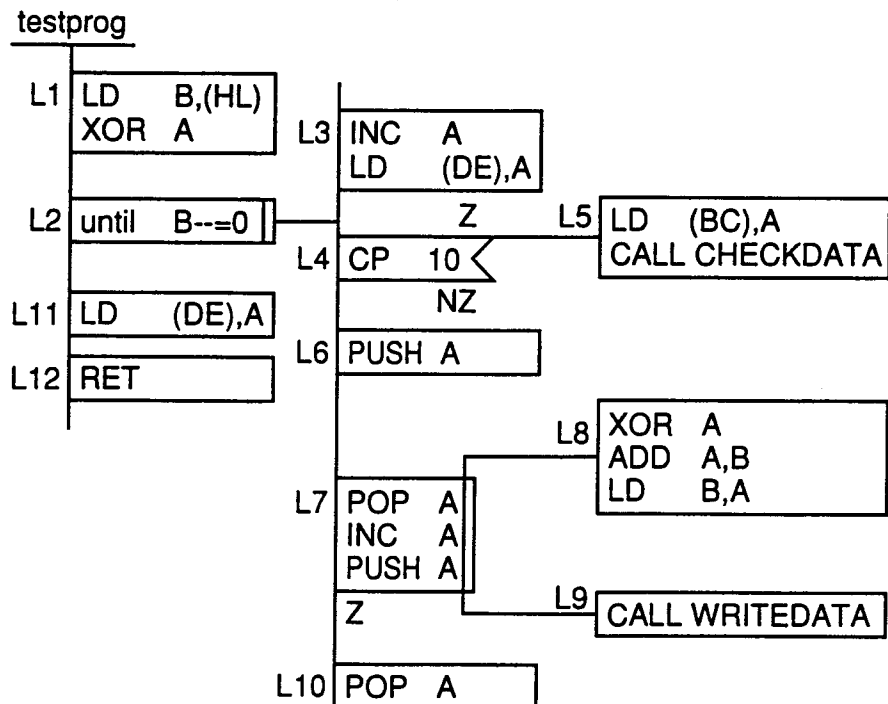 testprog
L1 LD B,(HL)
XOR A
L2 until B--=0
L11 LD (DE),A
L12 RET
L3 INC A
LD (DE),A
Z
L4 CP 10
NZ
L5 LD (BC),A
CALL CHECKDATA
L6 PUSH A
L7 POP A
INC A
PUSH A
Z
L8 XOR A
ADD A,B
LD B,A
L9 CALL WRITEDATA
L10 POP A